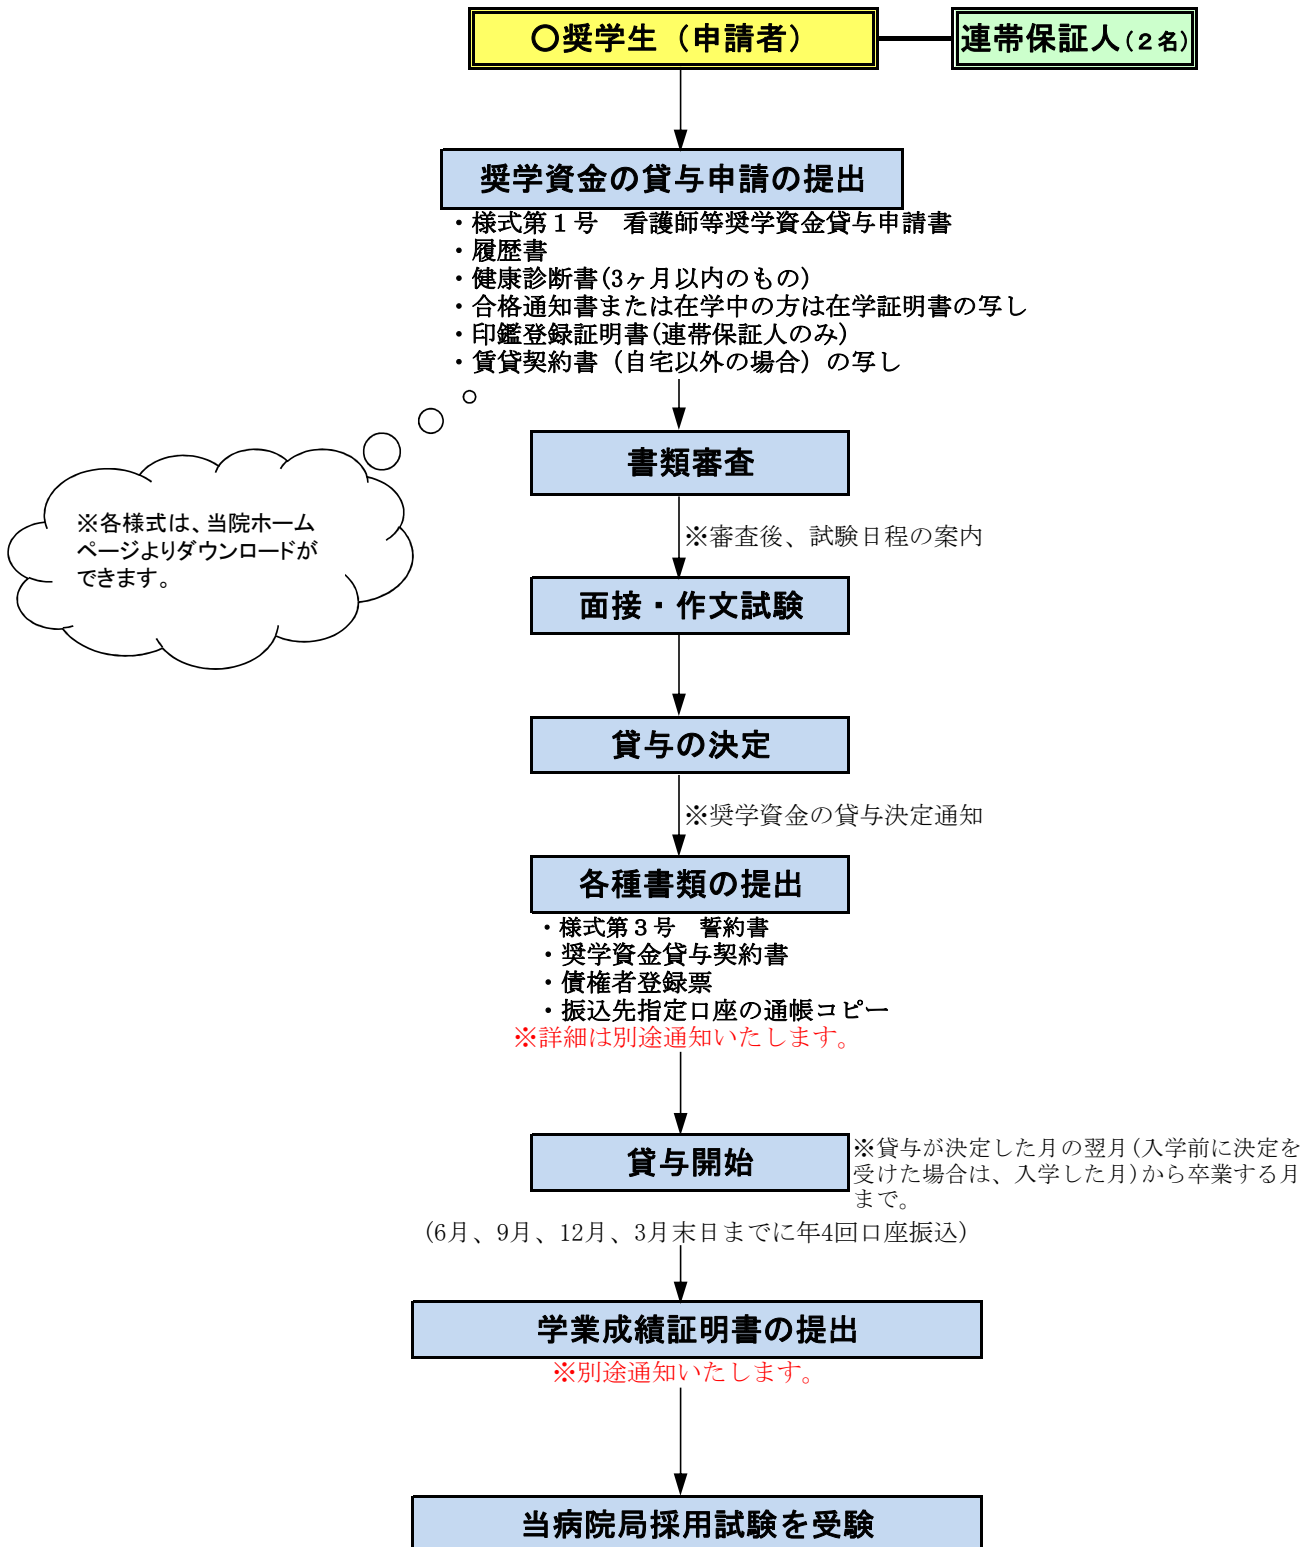 〇奨学生（申請者）
連帯保証人(２名)
奨学資金の貸与申請の提出
・様式第１号　看護師等奨学資金貸与申請書
・履歴書
・健康診断書(3ヶ月以内のもの)
・合格通知書または在学中の方は在学証明書の写し
・印鑑登録証明書(連帯保証人のみ)
・賃貸契約書（自宅以外の場合）の写し
書類審査
※各様式は、当院ホーム
ページよりダウンロードが
できます。
※審査後、試験日程の案内
面接・作文試験
貸与の決定
※奨学資金の貸与決定通知
各種書類の提出
・様式第３号　誓約書
・奨学資金貸与契約書
・債権者登録票
・振込先指定口座の通帳コピー
※詳細は別途通知いたします。
貸与開始
※貸与が決定した月の翌月(入学前に決定を
受けた場合は、入学した月)から卒業する月
まで。
(6月、9月、12月、3月末日までに年4回口座振込)
学業成績証明書の提出
※別途通知いたします。
当病院局採用試験を受験